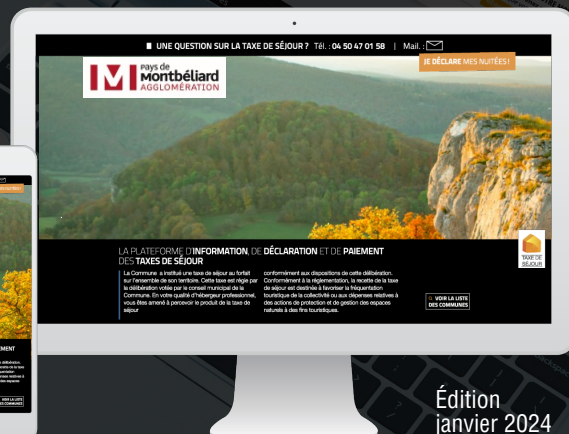 UNE QUESTION SUR LA TAXE DE SÉJOUR ? Tél. : 04 50 47 01 58 | Mail. :
JE DÉCLARE MES NUITÉES !
Pays de
Montbéliard
AGGLOMÉRATION
LA PLATEFORME D'INFORMATION, DE DÉCLARATION ET DE PAIEMENT
DES TAXES DE SÉJOUR
La Commune a institué une taxe de séjour au forfait
sur l'ensemble de son territoire. Cette taxe est régie par
la délibération votée par le conseil municipal de la
Commune. En votre qualité d'hébergeur professionnel,
vous êtes amené à percevoir le produit de la taxe de
séjour
conformément aux dispositions de cette délibération.
Conformément à la réglementation, la recette de la taxe
de séjour est destinée à favoriser la fréquentation
touristique de la collectivité ou aux dépenses relatives à
des actions de protection et de gestion des espaces
naturels à des fins touristiques.
TAXE DE
SÉJOUR
VOIR LA LISTE
DES COMMUNES
Édition
janvier 2024